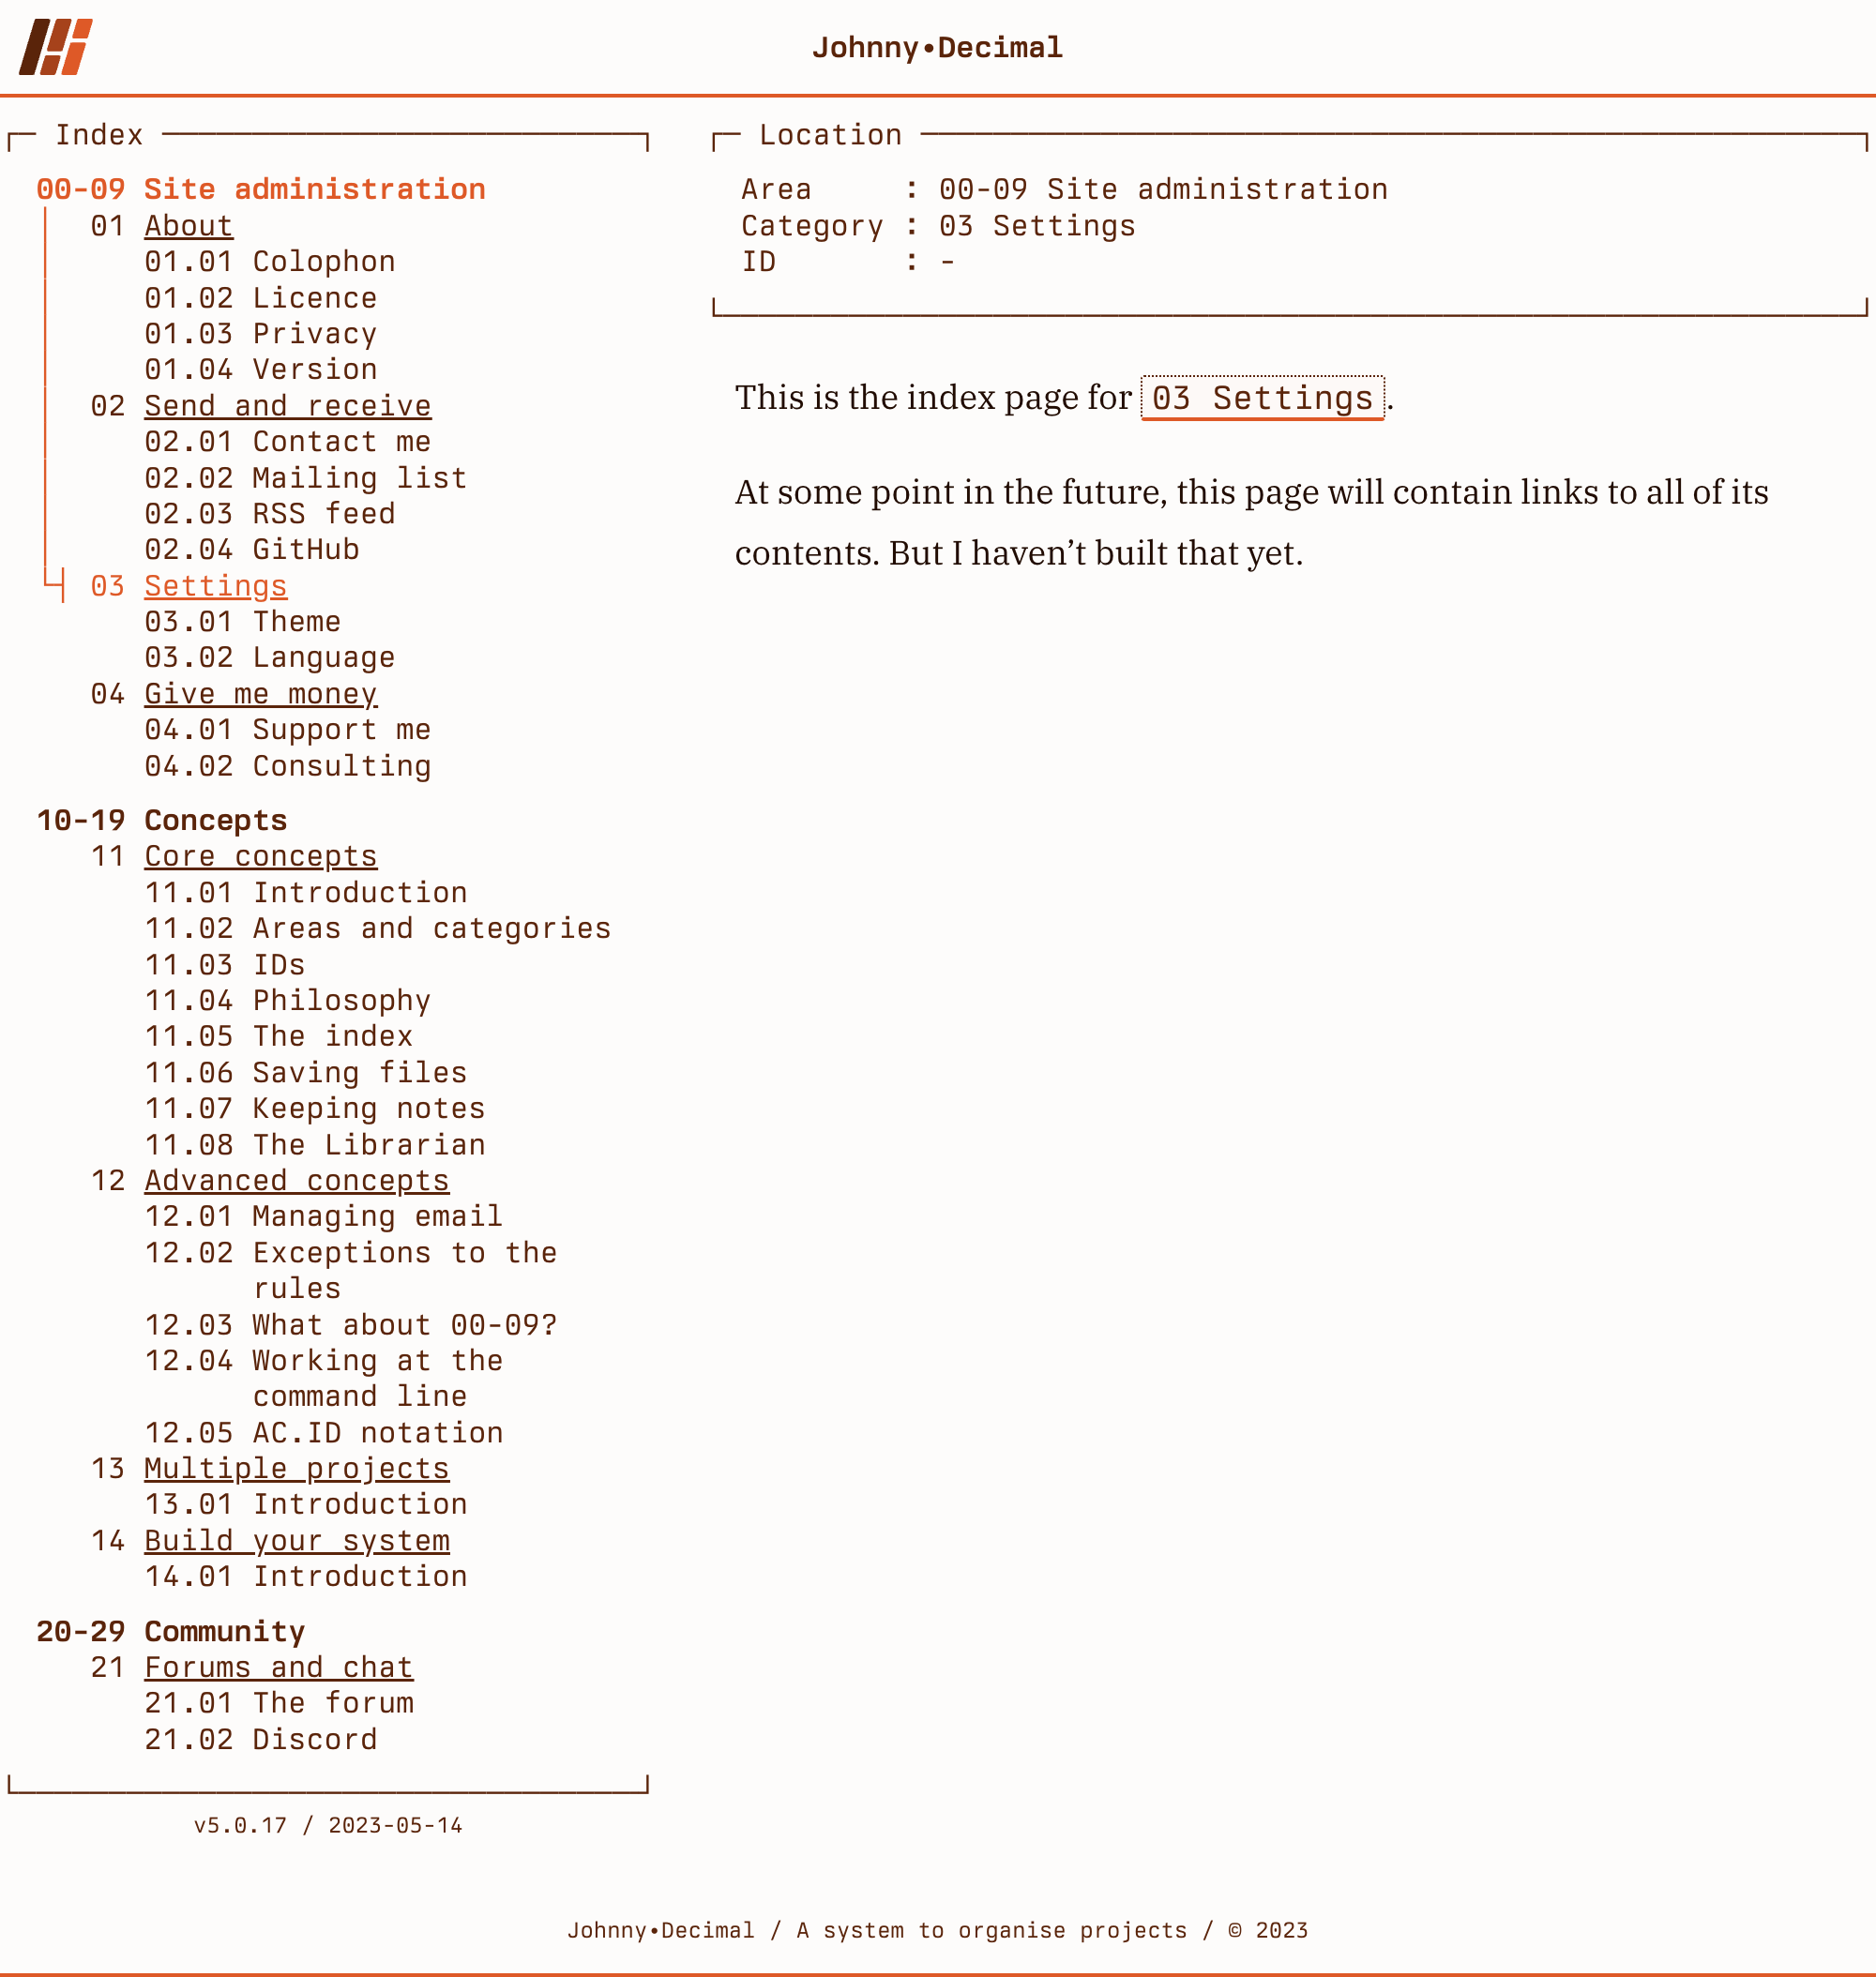 Johnny•Decimal
Index
00-09 Site administration
01 About
01.01 Colophon
01.02 Licence
01.03 Privacy
01.04 Version
02 Send and receive
02.01 Contact me
02.02 Mailing list
02.03 RSS feed
02.04 GitHub
03 Settings
03.01 Theme
03.02 Language
04 Give me money
04.01 Support me
04.02 Consulting
10-19 Concepts
11 Core concepts
11.01 Introduction
11.02 Areas and categories
11.03 IDs
11.04 Philosophy
11.05 The index
11.06 Saving files
11.07 Keeping notes
11.08 The Librarian
12 Advanced concepts
12.01 Managing email
12.02 Exceptions to the
rules
12.03 What about 00-09?
12.04 Working at the
command line
12.05 AC.ID notation
13 Multiple projects
13.01 Introduction
14 Build your system
14.01 Introduction
20-29 Community
21 Forums and chat
21.01 The forum
21.02 Discord
v5.0.17 / 2023-05-14
Location
Area : 00-09 Site administration
Category : 03 Settings
ID : -
This is the index page for 03 Settings.
At some point in the future, this page will contain links to all of its
contents. But I haven’t built that yet.
Johnny•Decimal / A system to organise projects / © 2023